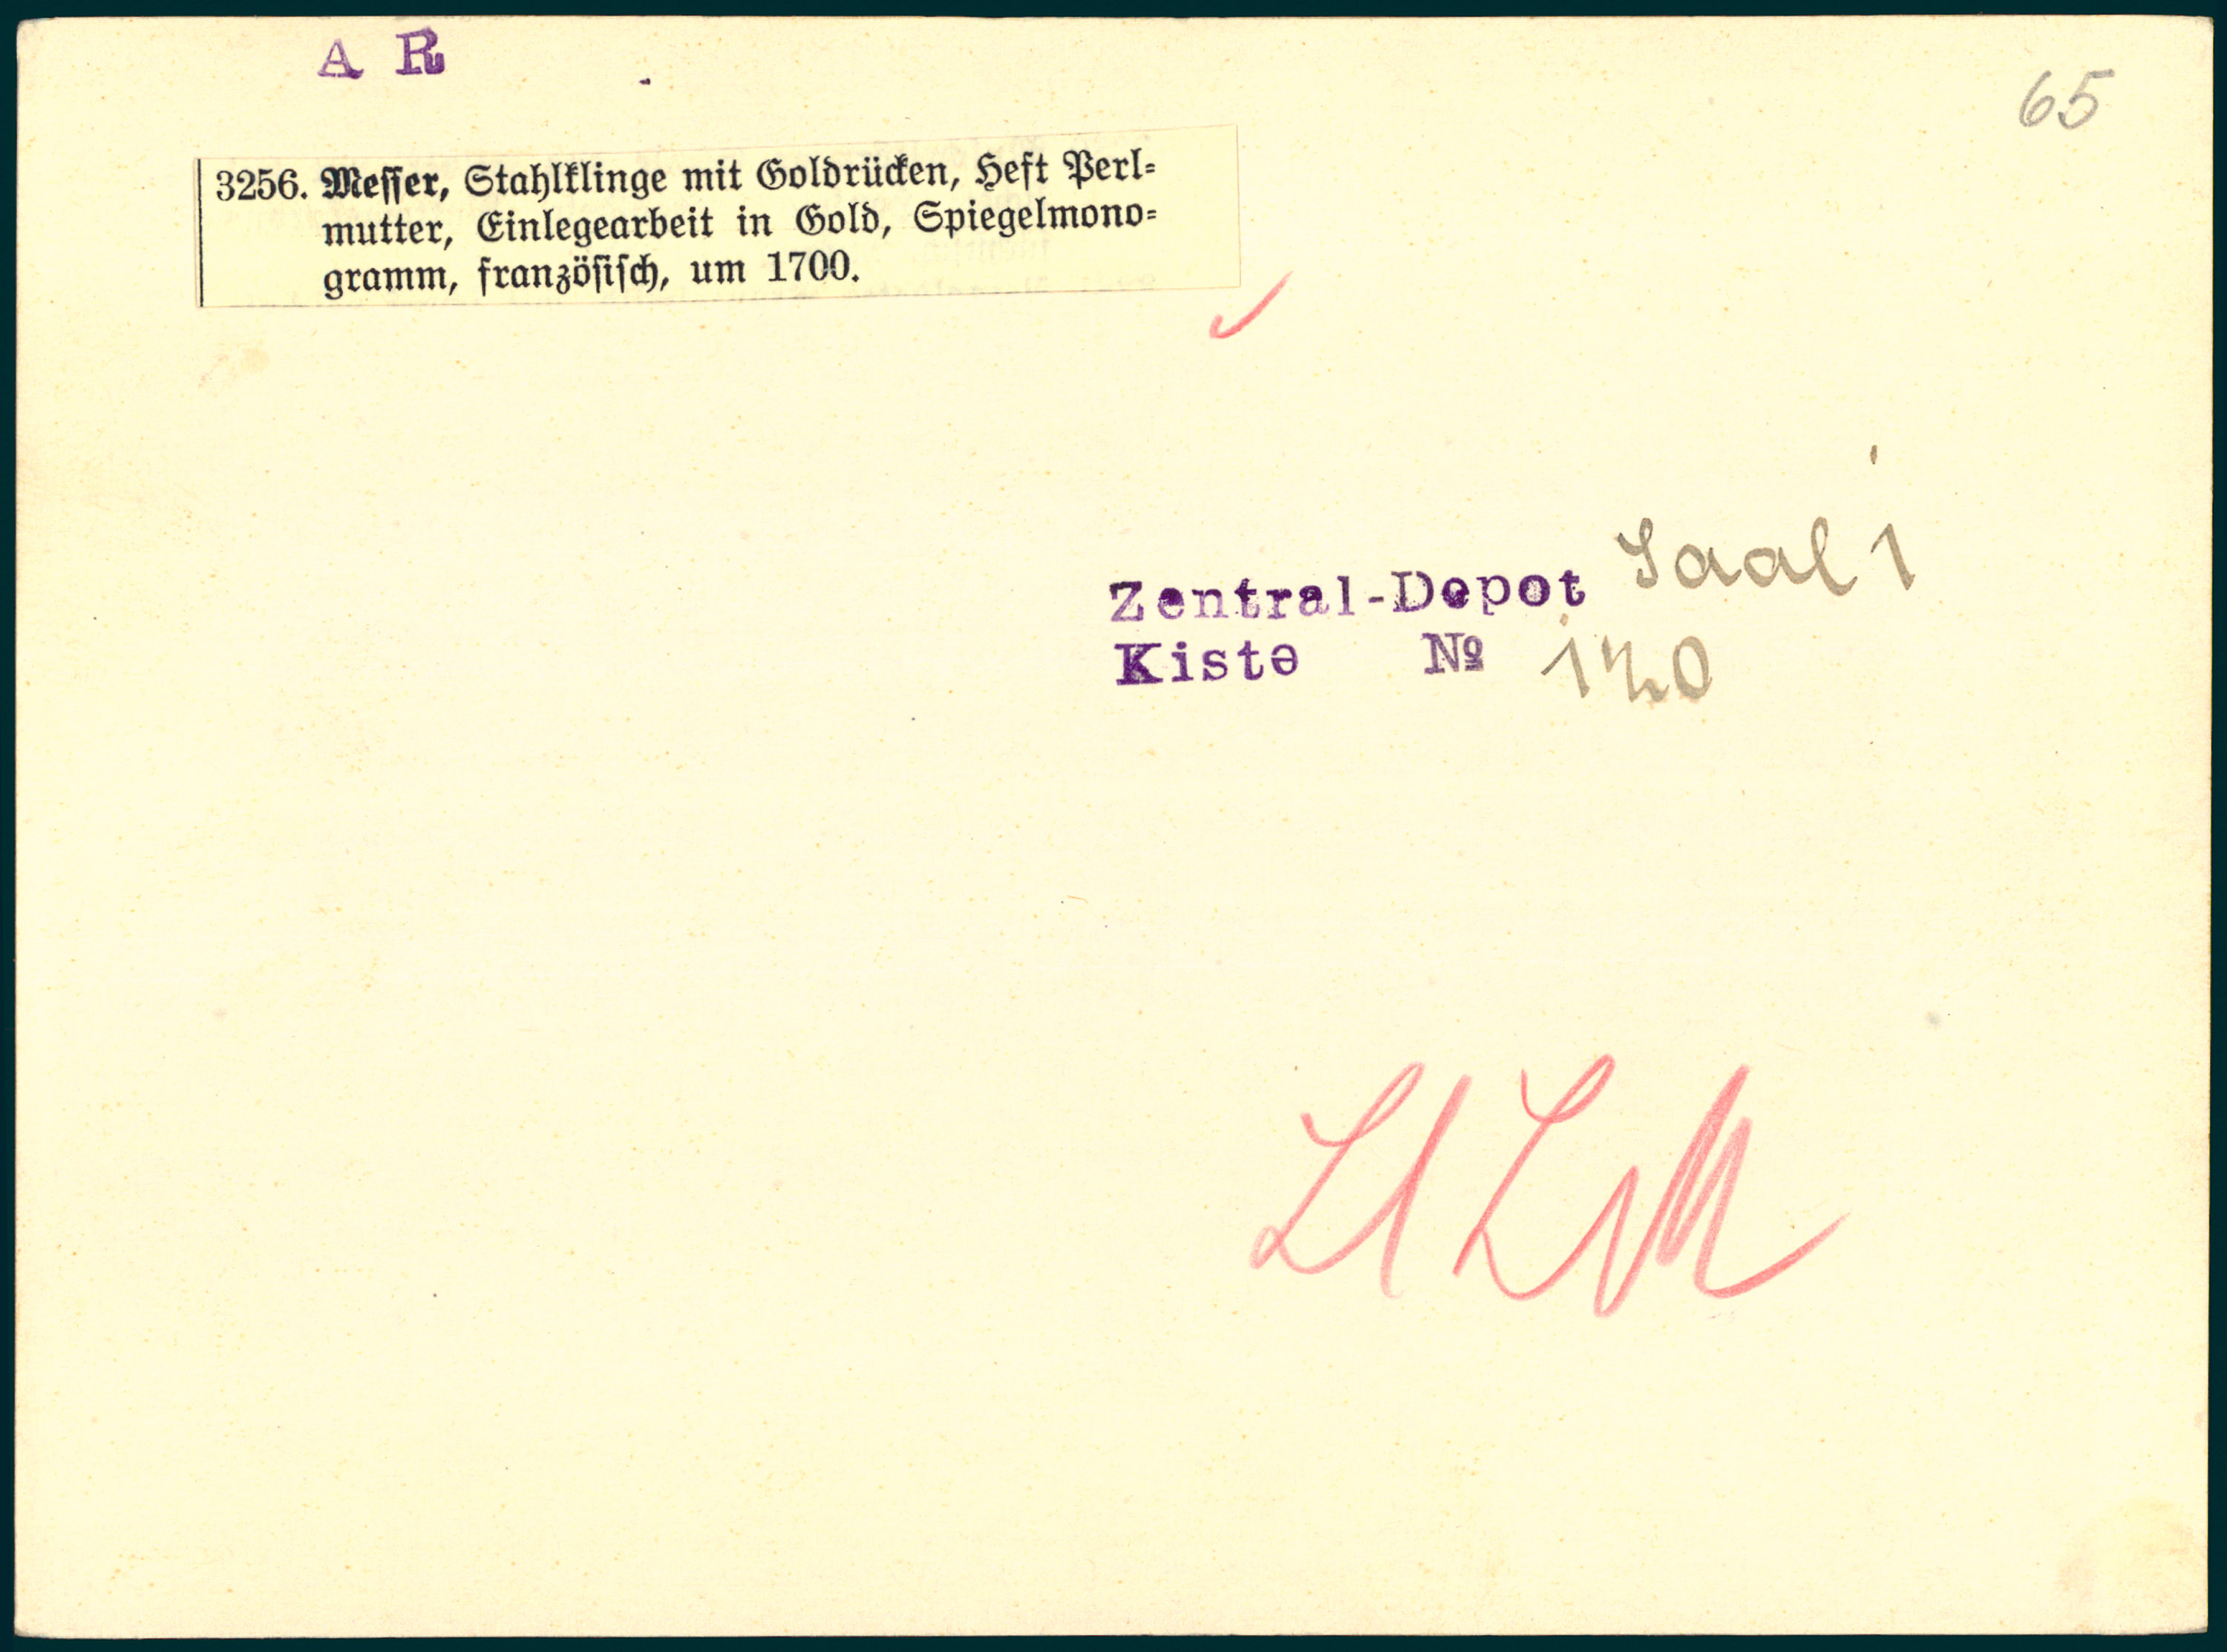 A R
65
3256. Messer, Stahlklinge mit Goldrücken, Heft Perl-
mutter, Einlegearbeit in Gold, Spiegelmono-
gramm, französisch, um 1700.
Zentral-Depot Saal 1
Kiste № 120